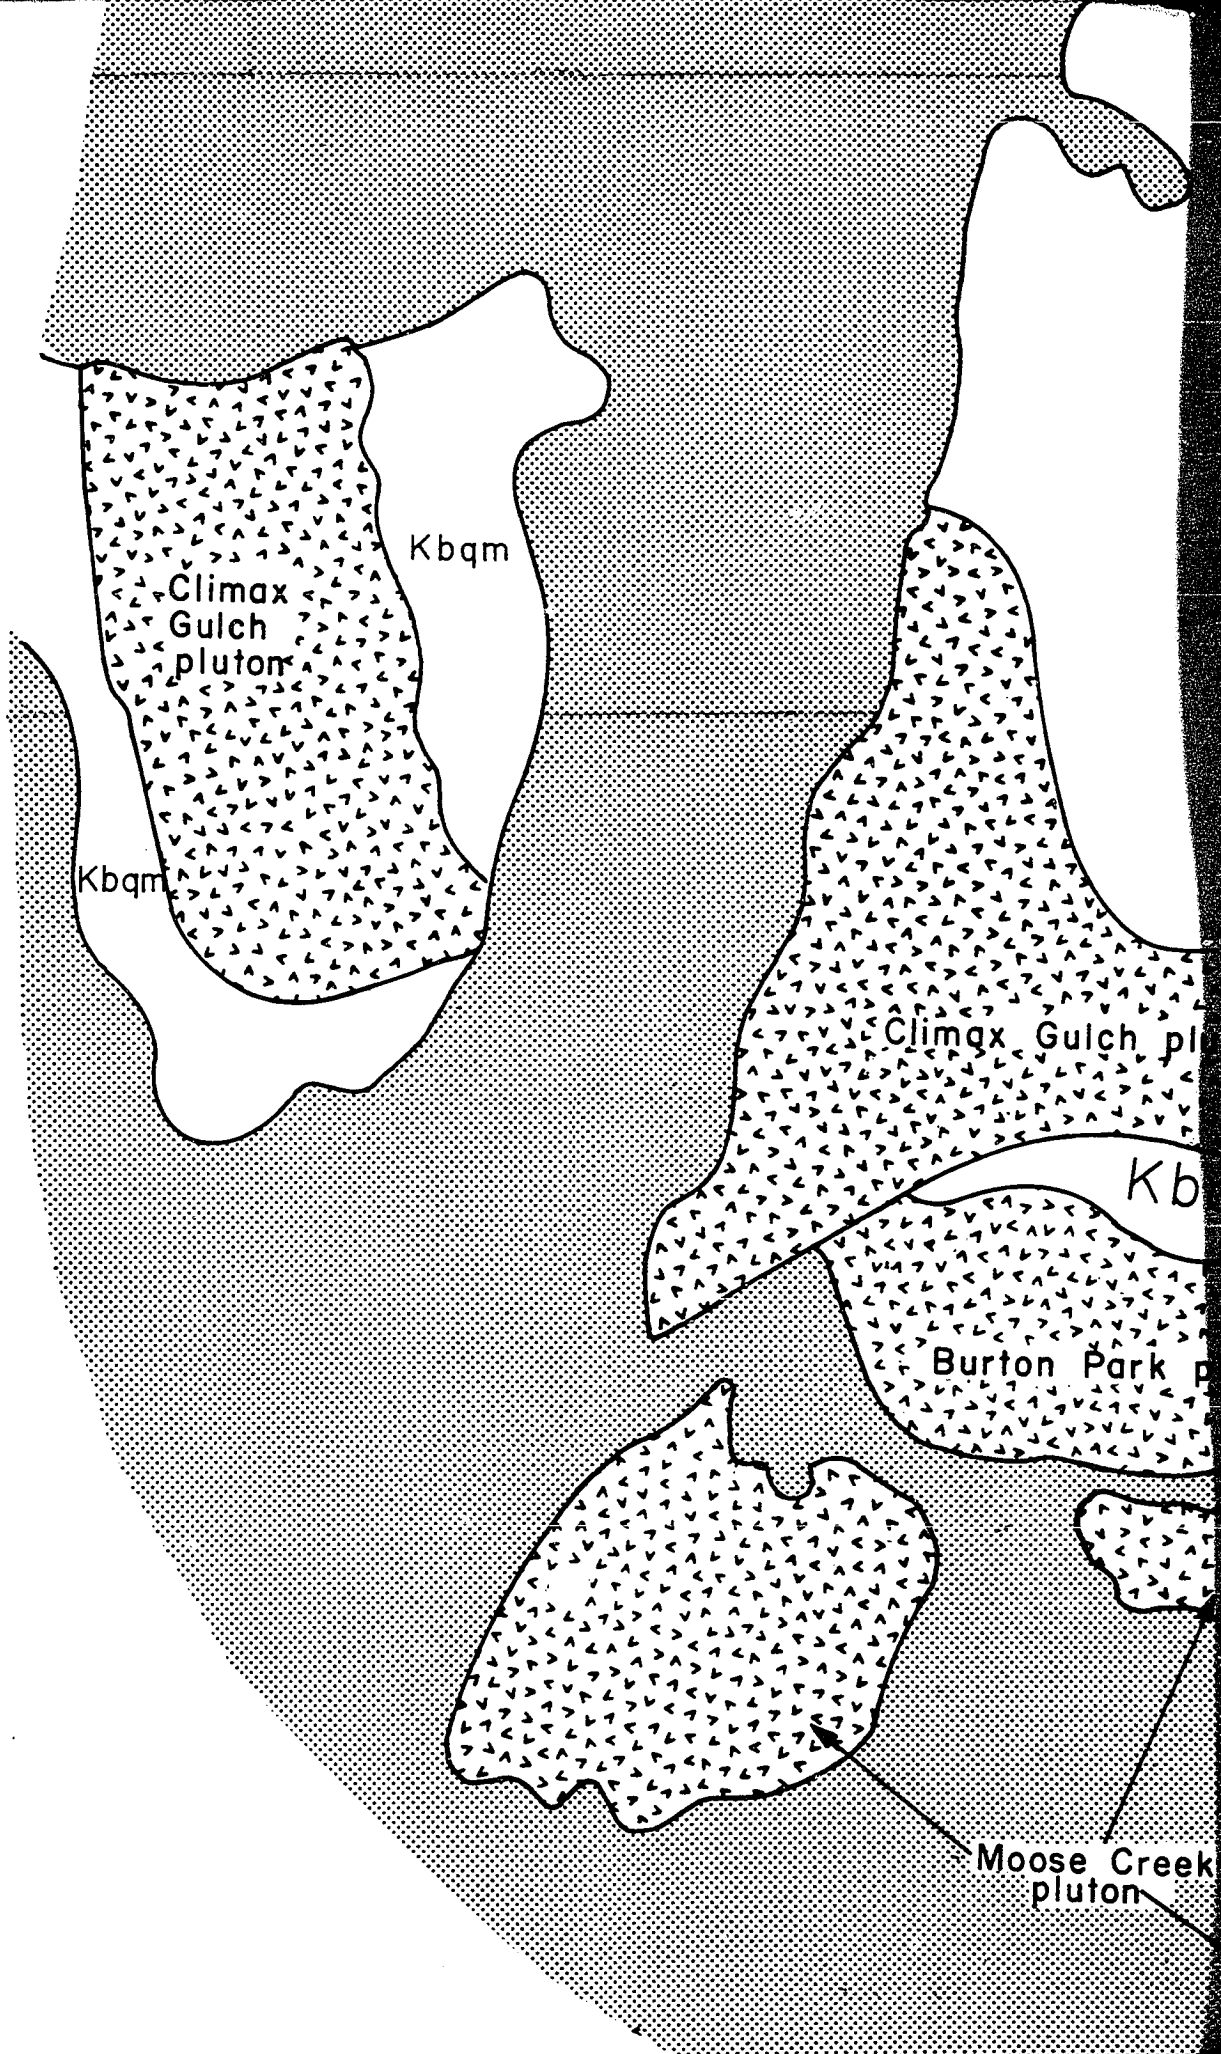 Kbqm
Climax
Gulch
pluton
Kbqm
Climax Gulch pl
Kb
Burton Park p
Moose Creek
pluton